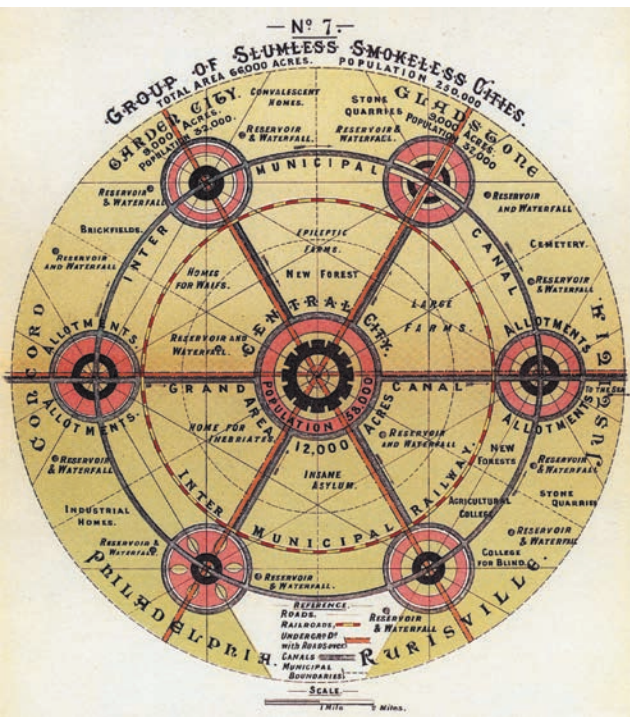 — Nº 7. —
GROUP OF SLUMLESS SMOKELESS CITIES.
TOTAL AREA 66,000 ACRES. POPULATION 250,000
GARDEN CITY.
9,000 ACRES.
POPULATION 32,000.
CONVALESCENT
HOMES.
STONE
QUARRIES
GLADSTONE
9,000 ACRES
POPULATION
32,000
RESERVOIR
& WATERFALL.
RESERVOIR &
WATERFALL.
INTER MUNICIPAL CANAL
RESERVOIR
& WATERFALL
RESERVOIR
AND WATERFALL
BRICKFIELDS.
EPILEPTIC
FARMS.
CEMETERY.
RESERVOIR
AND WATERFALL
HOMES
FOR WAIFS.
NEW FOREST
RESERVOIR
AND WATERFALL
LARGE
FARMS.
CONCORD
ALLOTMENTS.
RESERVOIR AND
WATERFALL.
CENTRAL CITY.
ALLOTMENTS
JUSTITIA
GRAND CANAL
TO THE SEA
POPULATION 58,000
AREA 12,000 ACRES
ALLOTMENTS.
ALLOTMENTS
HOME FOR
INEBRIATES.
RESERVOIR
AND WATERFALL
NEW
FORESTS
RESERVOIR
& WATERFALL
RESERVOIR
& WATERFALL
INSANE
ASYLUM.
STONE
QUARRIES
INDUSTRIAL
HOMES.
INTER MUNICIPAL RAILWAY.
AGRICULTURAL
COLLEGE
RESERVOIR
& WATERFALL
RESERVOIR &
WATERFALL
COLLEGE
FOR BLIND.
RESERVOIR
& WATERFALL.
PHILADELPHIA.
RURISVILLE.
REFERENCE.
ROADS.
RAILROADS,
UNDERGRD DO
with ROADS over
CANALS
MUNICIPAL
BOUNDARIES
RESERVOIR
& WATERFALL
— SCALE. —
1 Mile 2 Miles.